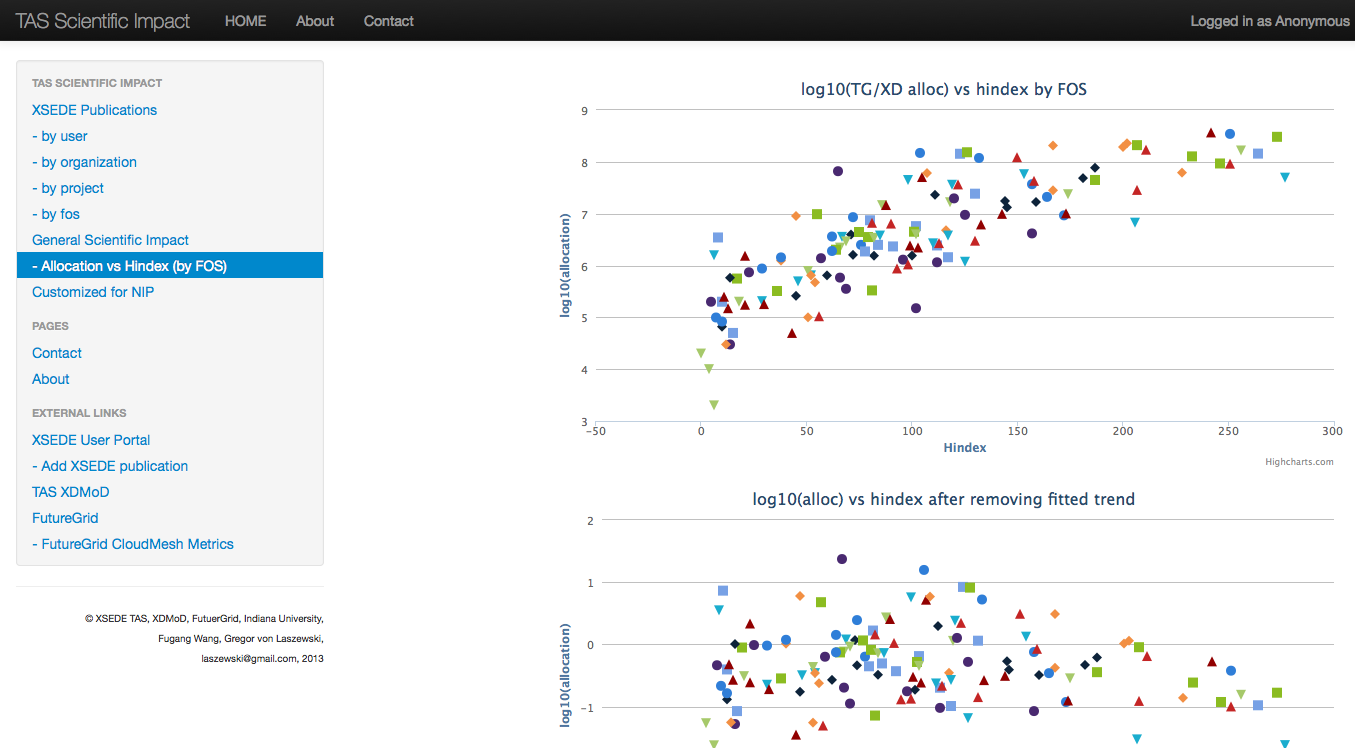 TAS Scientific Impact HOME About Contact Logged in as Anonymous
TAS SCIENTIFIC IMPACT
XSEDE Publications
- by user
- by organization
- by project
- by fos
General Scientific Impact
- Allocation vs Hindex (by FOS)
Customized for NIP
PAGES
Contact
About
EXTERNAL LINKS
XSEDE User Portal
- Add XSEDE publication
TAS XDMoD
FutureGrid
- FutureGrid CloudMesh Metrics
© XSEDE TAS, XDMoD, FutuerGrid, Indiana University,
Fugang Wang, Gregor von Laszewski,
laszewski@gmail.com, 2013
log10(TG/XD alloc) vs hindex by FOS
log10(allocation)
9
8
7
6
5
4
3
-50 0 50 100 150 200 250 300
Hindex
Highcharts.com
log10(alloc) vs hindex after removing fitted trend
log10(allocation)
2
1
0
-1